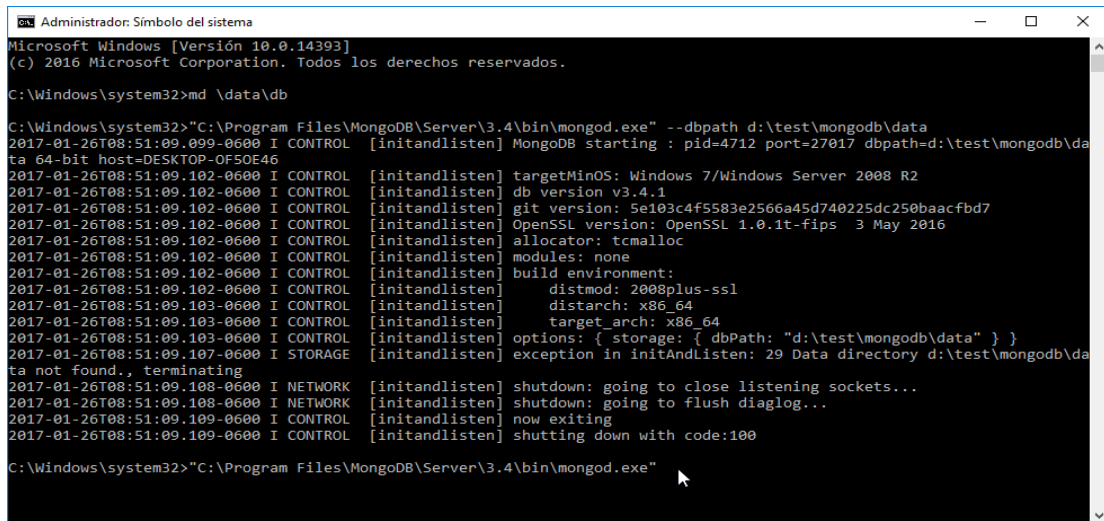 Administrador: Símbolo del sistema
Microsoft Windows [Versión 10.0.14393]
(c) 2016 Microsoft Corporation. Todos los derechos reservados.
C:\Windows\system32>md \data\db
C:\Windows\system32>"C:\Program Files\MongoDB\Server\3.4\bin\mongod.exe" --dbpath d:\test\mongodb\data
2017-01-26T08:51:09.099-0600 I CONTROL  [initandlisten] MongoDB starting : pid=4712 port=27017 dbpath=d:\test\mongodb\da
ta 64-bit host=DESKTOP-OF5OE46
2017-01-26T08:51:09.102-0600 I CONTROL  [initandlisten] targetMinOS: Windows 7/Windows Server 2008 R2
2017-01-26T08:51:09.102-0600 I CONTROL  [initandlisten] db version v3.4.1
2017-01-26T08:51:09.102-0600 I CONTROL  [initandlisten] git version: 5e103c4f5583e2566a45d740225dc250baacfbd7
2017-01-26T08:51:09.102-0600 I CONTROL  [initandlisten] OpenSSL version: OpenSSL 1.0.1t-fips  3 May 2016
2017-01-26T08:51:09.102-0600 I CONTROL  [initandlisten] allocator: tcmalloc
2017-01-26T08:51:09.102-0600 I CONTROL  [initandlisten] modules: none
2017-01-26T08:51:09.102-0600 I CONTROL  [initandlisten] build environment:
2017-01-26T08:51:09.102-0600 I CONTROL  [initandlisten]     distmod: 2008plus-ssl
2017-01-26T08:51:09.103-0600 I CONTROL  [initandlisten]     distarch: x86_64
2017-01-26T08:51:09.103-0600 I CONTROL  [initandlisten]     target_arch: x86_64
2017-01-26T08:51:09.103-0600 I CONTROL  [initandlisten] options: { storage: { dbPath: "d:\test\mongodb\data" } }
2017-01-26T08:51:09.107-0600 I STORAGE  [initandlisten] exception in initAndListen: 29 Data directory d:\test\mongodb\da
ta not found., terminating
2017-01-26T08:51:09.108-0600 I NETWORK  [initandlisten] shutdown: going to close listening sockets...
2017-01-26T08:51:09.108-0600 I NETWORK  [initandlisten] shutdown: going to flush diaglog...
2017-01-26T08:51:09.109-0600 I CONTROL  [initandlisten] now exiting
2017-01-26T08:51:09.109-0600 I CONTROL  [initandlisten] shutting down with code:100
C:\Windows\system32>"C:\Program Files\MongoDB\Server\3.4\bin\mongod.exe"